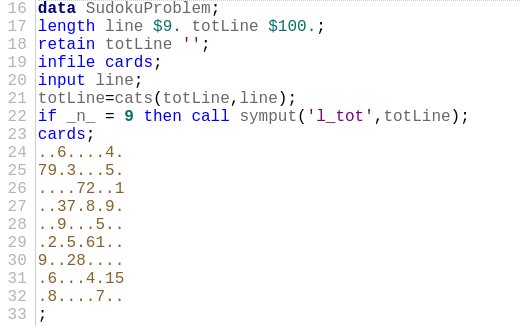 16 data SudokuProblem;
17 length line $9. totLine $100.;
18 retain totLine '';
19 infile cards;
20 input line;
21 totLine=cats(totLine,line);
22 if _n_ = 9 then call symput('l_tot',totLine);
23 cards;
24 ..6....4.
25 79.3...5.
26 ....72..1
27 ..37.8.9.
28 ..9...5..
29 .2.5.61..
30 9..28....
31 .6...4.15
32 .8....7..
33 ;